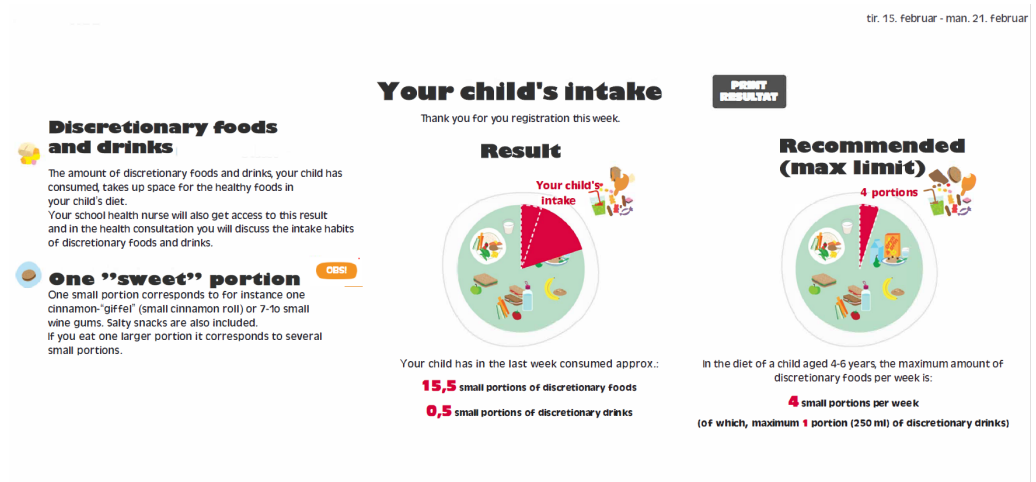 tir. 15. februar - man. 21. februar
Your child's intake
PRINT
RESULTAT
Thank you for you registration this week.
Discretionary foods
and drinks
The amount of discretionary foods and drinks, your child has
consumed, takes up space for the healthy foods in
your child's diet.
Your school health nurse will also get access to this result
and in the health consultation you will discuss the intake habits
of discretionary foods and drinks.
One ”sweet” portion
OBS!
One small portion corresponds to for instance one
cinnamon-“giffel” (small cinnamon roll) or 7-10 small
wine gums. Salty snacks are also included.
If you eat one larger portion it corresponds to several
small portions.
Result
Your child's
intake
Your child has in the last week consumed approx.:
15,5 small portions of discretionary foods
0,5 small portions of discretionary drinks
Recommended
(max limit)
4 portions
In the diet of a child aged 4-6 years, the maximum amount of
discretionary foods per week is:
4 small portions per week
(of which, maximum 1 portion (250 ml) of discretionary drinks)